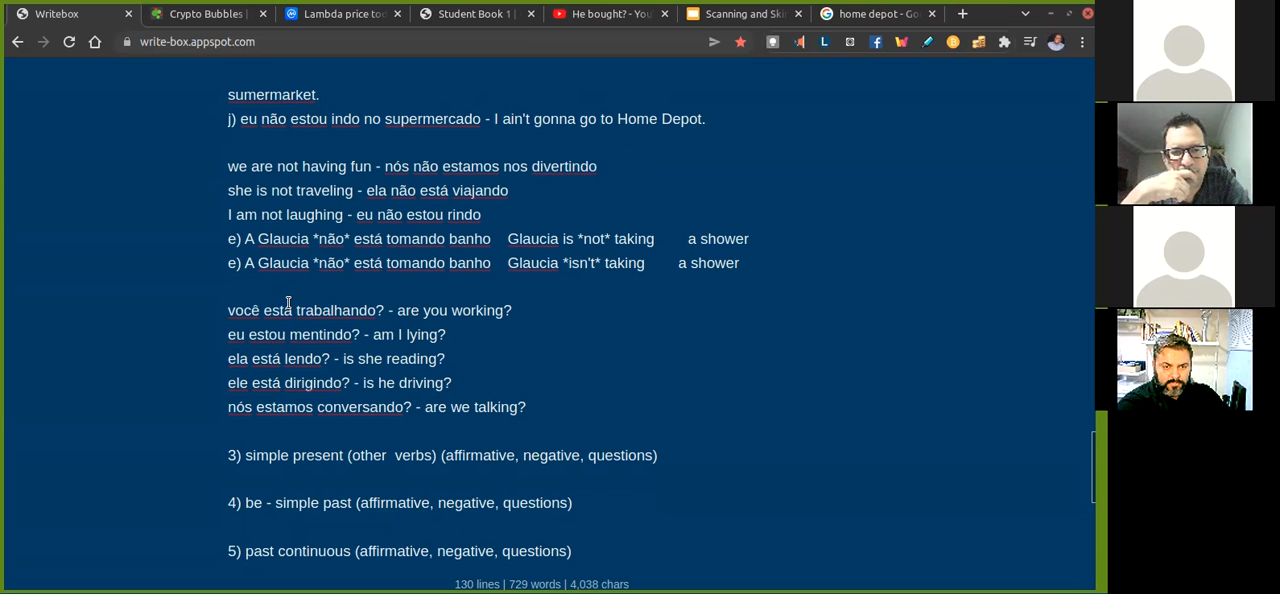 Writebox
Crypto Bubbles |
Lambda price to
Student Book 1 |
He bought? - You
Scanning and Ski
home depot - Go
write-box.appspot.com
sumermarket.
j) eu não estou indo no supermercado - I ain't gonna go to Home Depot.
we are not having fun - nós não estamos nos divertindo
she is not traveling - ela não está viajando
I am not laughing - eu não estou rindo
e) A Glaucia *não* está tomando banho Glaucia is *not* taking a shower
e) A Glaucia *não* está tomando banho Glaucia *isn't* taking a shower
você está trabalhando? - are you working?
eu estou mentindo? - am I lying?
ela está lendo? - is she reading?
ele está dirigindo? - is he driving?
nós estamos conversando? - are we talking?
3) simple present (other verbs) (affirmative, negative, questions)
4) be - simple past (affirmative, negative, questions)
5) past continuous (affirmative, negative, questions)
130 lines | 729 words | 4,038 chars